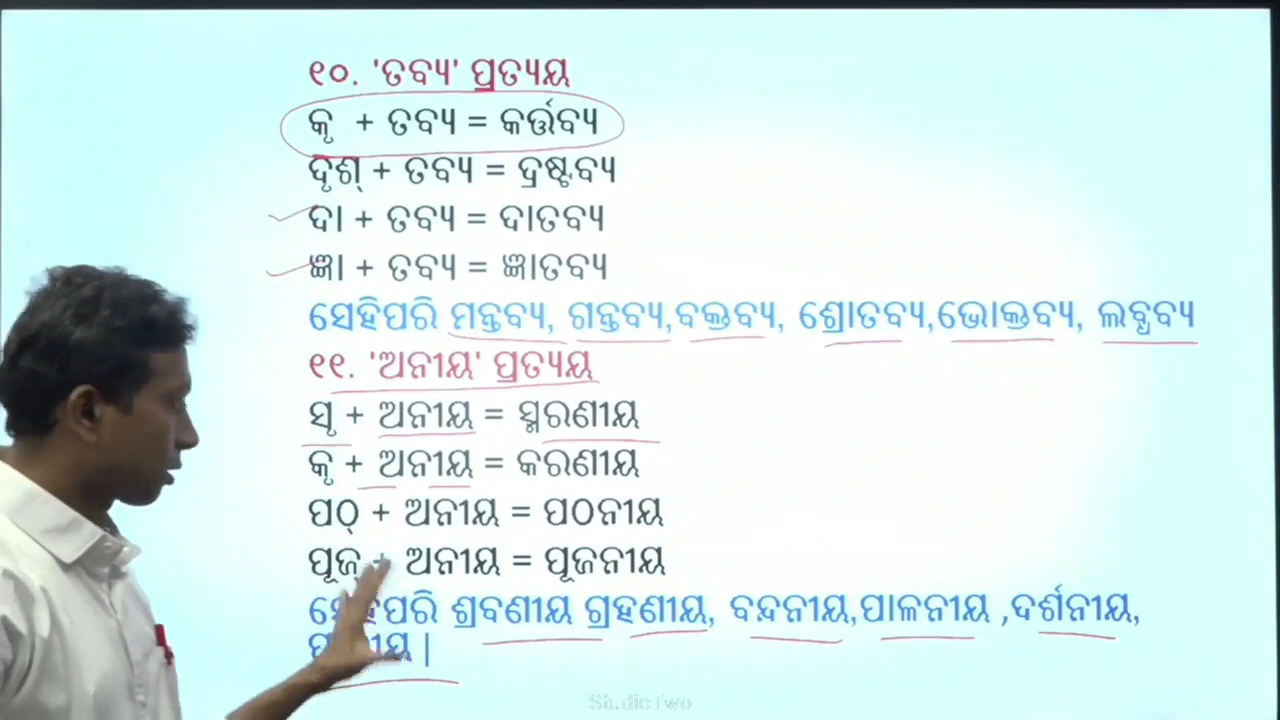 ୧୦. 'ତବ୍ୟ' ପ୍ରତ୍ୟୟ
କୃ + ତବ୍ୟ = କର୍ତ୍ତବ୍ୟ
ଦୃଶ୍ + ତବ୍ୟ = ଦ୍ରଷ୍ଟବ୍ୟ
ଦା + ତବ୍ୟ = ଦାତବ୍ୟ
ଜ୍ଞା + ତବ୍ୟ = ଜ୍ଞାତବ୍ୟ
ସେହିପରି ମନ୍ତବ୍ୟ, ଗନ୍ତବ୍ୟ,ବକ୍ତବ୍ୟ, ଶ୍ରୋତବ୍ୟ,ଭୋକ୍ତବ୍ୟ, ଲବ୍ଧବ୍ୟ
୧୧. 'ଅନୀୟ' ପ୍ରତ୍ୟୟ
ସୃ + ଅନୀୟ = ସ୍ମରଣୀୟ
କୃ + ଅନୀୟ = କରଣୀୟ
ପଠ୍ + ଅନୀୟ = ପଠନୀୟ
ପୂଜ୍ + ଅନୀୟ = ପୂଜନୀୟ
ସେହିପରି ଶ୍ରବଣୀୟ ଗ୍ରହଣୀୟ, ବନ୍ଦନୀୟ,ପାଳନୀୟ ,ଦର୍ଶନୀୟ,